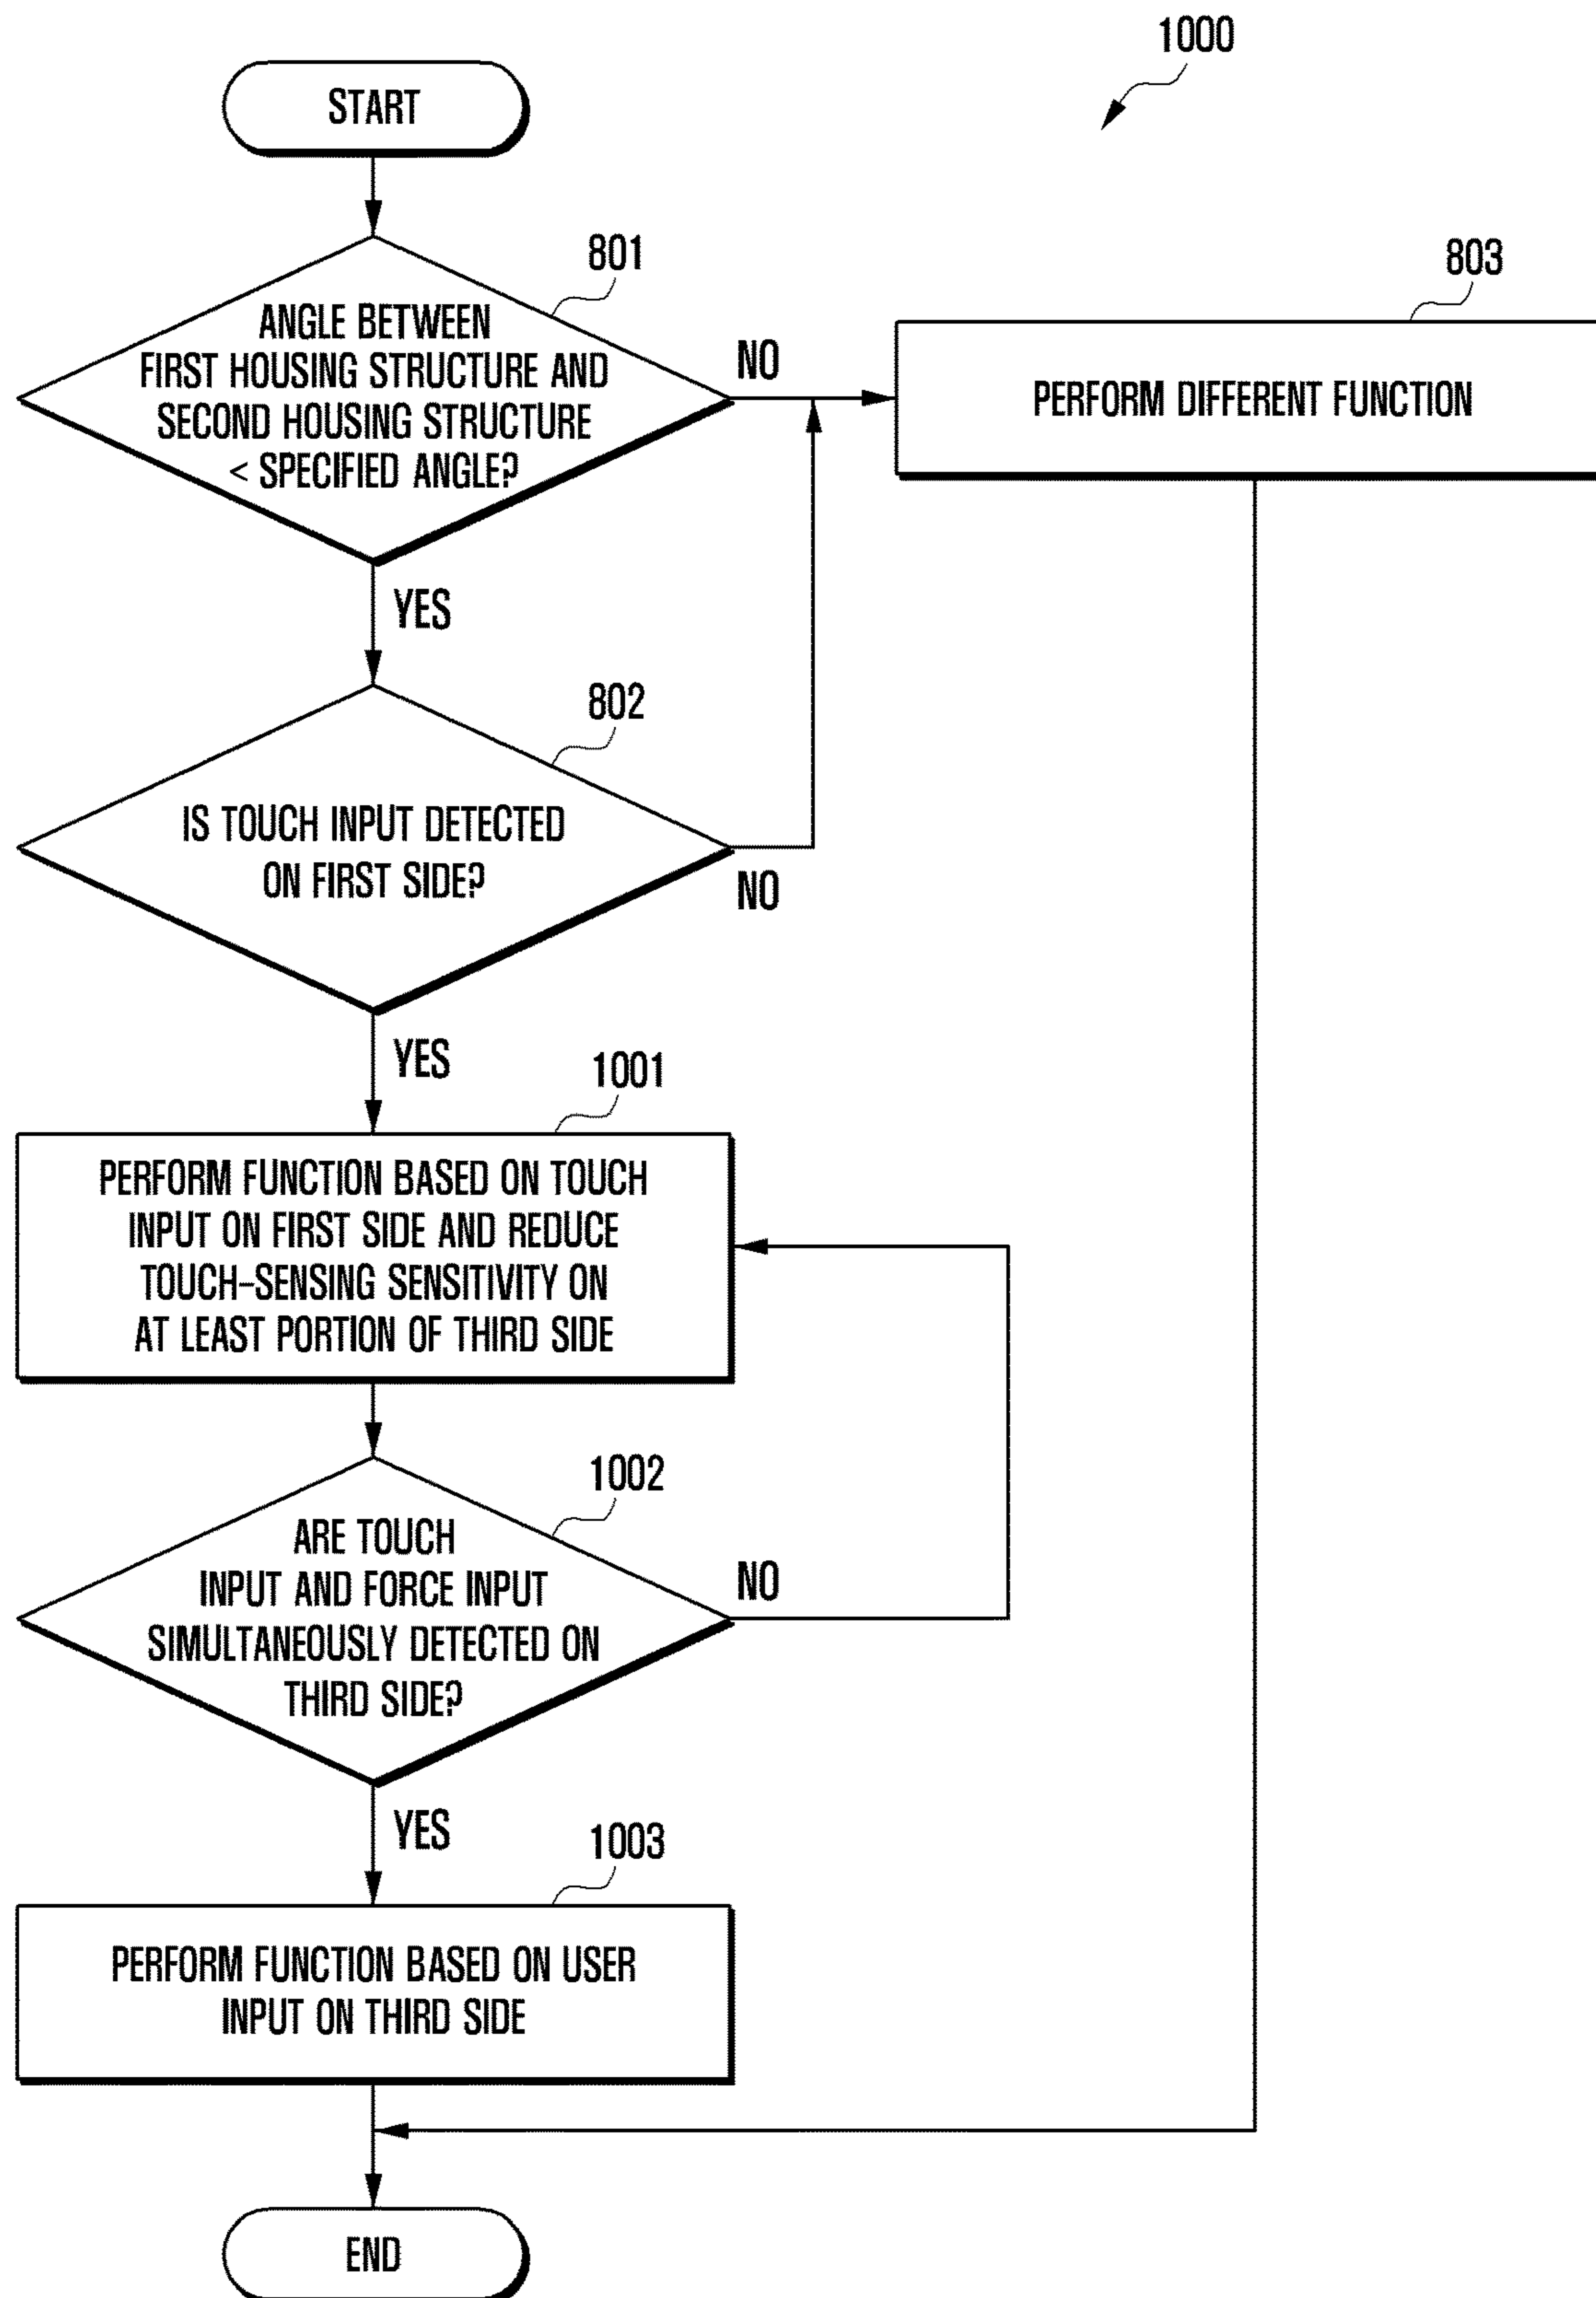 1000
START
801
803
ANGLE BETWEEN
FIRST HOUSING STRUCTURE AND
SECOND HOUSING STRUCTURE
< SPECIFIED ANGLE?
NO
PERFORM DIFFERENT FUNCTION
YES
802
IS TOUCH INPUT DETECTED
ON FIRST SIDE?
NO
YES
1001
PERFORM FUNCTION BASED ON TOUCH
INPUT ON FIRST SIDE AND REDUCE
TOUCH-SENSING SENSITIVITY ON
AT LEAST PORTION OF THIRD SIDE
1002
ARE TOUCH
INPUT AND FORCE INPUT
SIMULTANEOUSLY DETECTED ON
THIRD SIDE?
NO
YES
1003
PERFORM FUNCTION BASED ON USER
INPUT ON THIRD SIDE
END